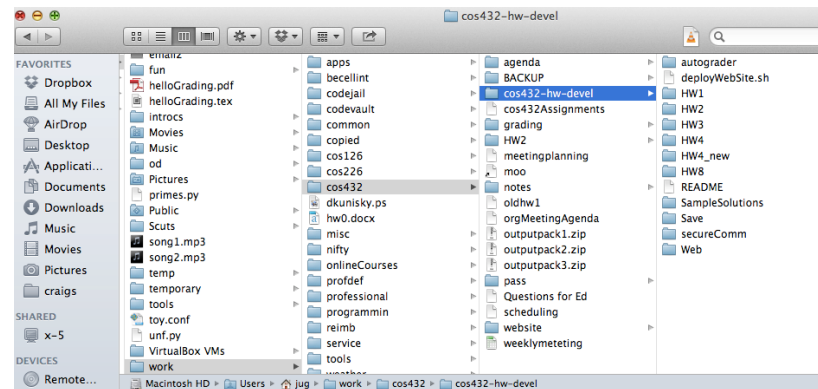 cos432-hw-devel
FAVORITES
Dropbox
All My Files
AirDrop
Desktop
Applicati...
Documents
Downloads
Music
Movies
Pictures
craigs
SHARED
x-5
DEVICES
Remote...
email2
fun
helloGrading.pdf
helloGrading.tex
introcs
Movies
Music
od
Pictures
primes.py
Public
Scuts
song1.mp3
song2.mp3
temp
temporary
tools
toy.conf
unf.py
VirtualBox VMs
work
apps
becellint
codejail
codevault
common
copied
cos126
cos226
cos432
dkunisky.ps
hw0.docx
misc
nifty
onlineCourses
profdef
professional
programmin
reimb
service
tools
weather
agenda
BACKUP
cos432-hw-devel
cos432Assignments
grading
HW2
meetingplanning
moo
notes
oldhw1
orgMeetingAgenda
outputpack1.zip
outputpack2.zip
outputpack3.zip
pass
Questions for Ed
scheduling
website
weeklymeteting
autograder
deployWebSite.sh
HW1
HW2
HW3
HW4
HW4_new
HW8
README
SampleSolutions
Save
secureComm
Web
Macintosh HD Users jug work cos432 cos432-hw-devel